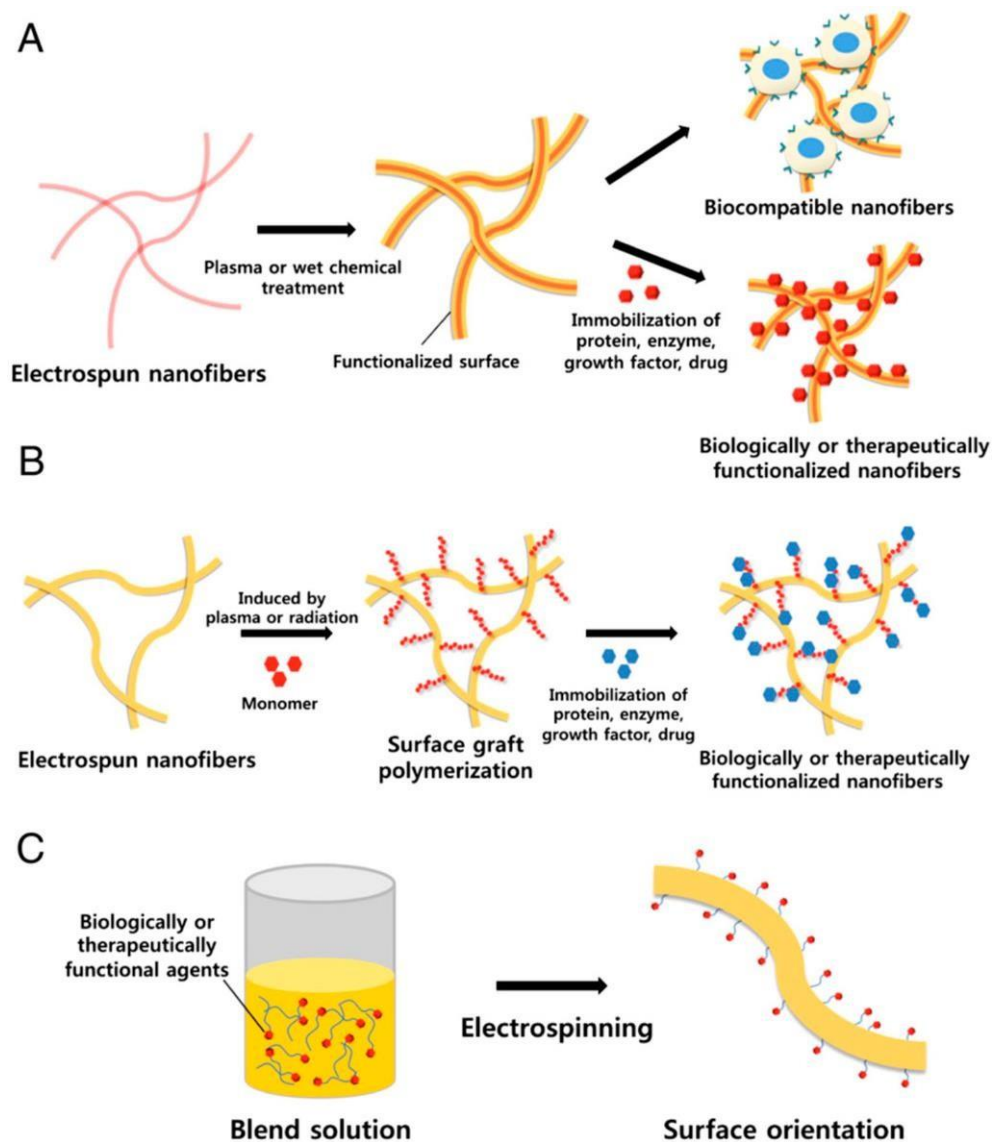 A
Biocompatible nanofibers
Plasma or wet chemical
treatment
Functionalized surface
Electrospun nanofibers
Immobilization of
protein, enzyme,
growth factor, drug
Biologically or therapeutically
functionalized nanofibers
B
Induced by
plasma or radiation
Monomer
Electrospun nanofibers
Surface graft
polymerization
Immobilization of
protein, enzyme,
growth factor, drug
Biologically or therapeutically
functionalized nanofibers
C
Biologically or
therapeutically
functional agents
Electrospinning
Blend solution
Surface orientation